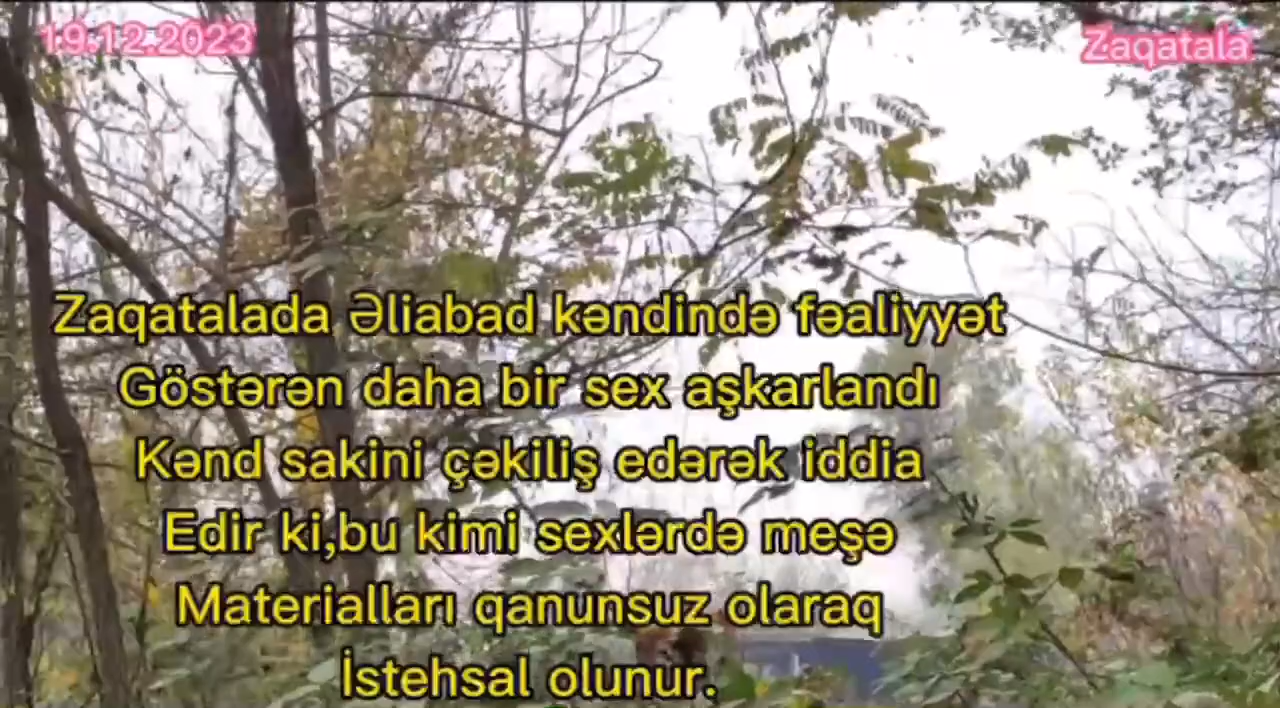 19.12.2023
Zaqatala
Zaqatalada Əliabad kəndində fəaliyyət
Göstərən daha bir sex aşkarlandı
Kənd sakini çəkiliş edərək iddia
Edir ki,bu kimi sexlərdə meşə
Materialları qanunsuz olaraq
İstehsal olunur.